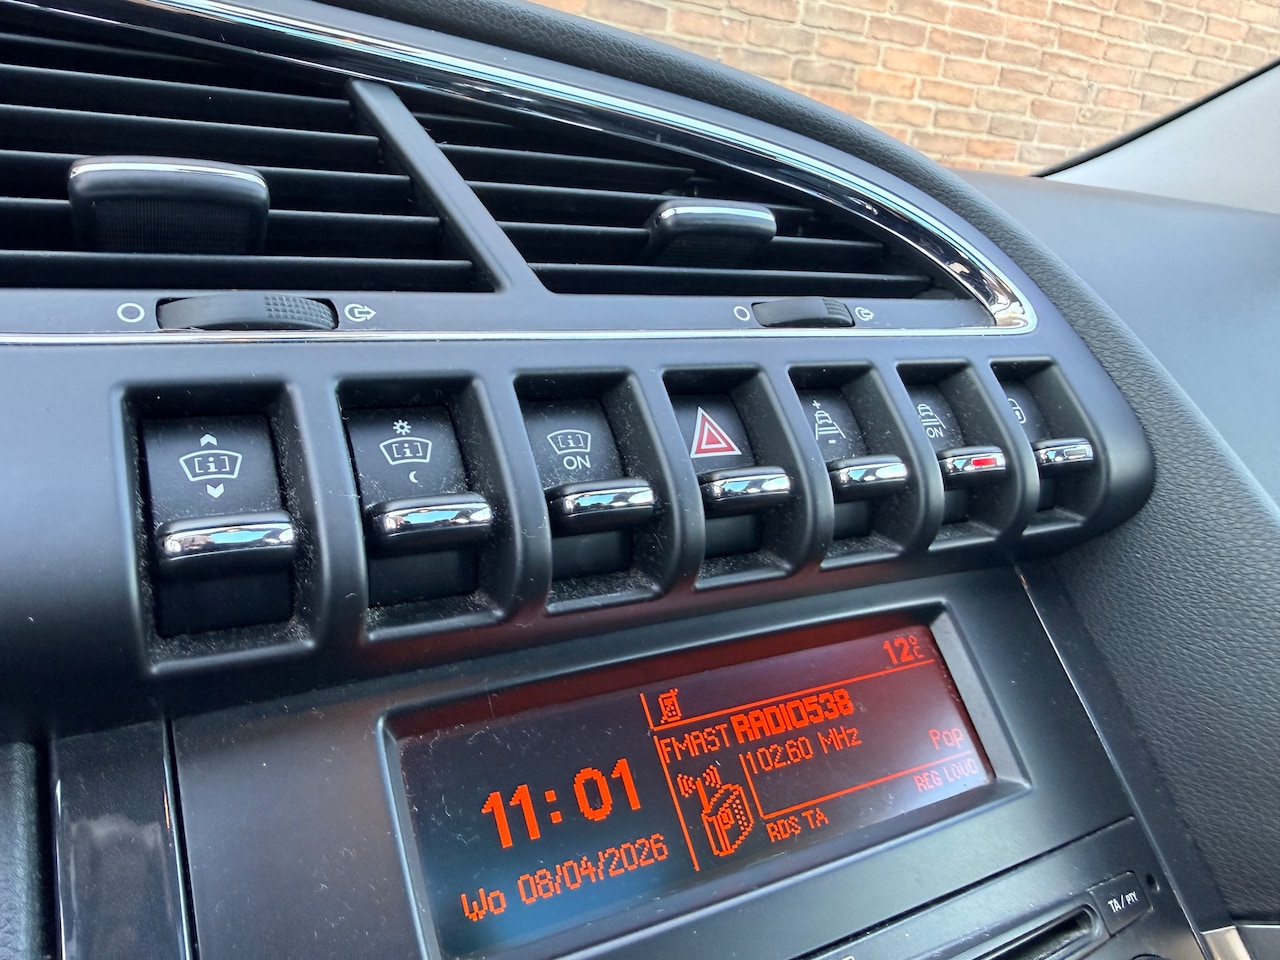 ON
+
-
ON
12°C
FMAST RADIO538
102.60 MHz
Pop
11:01
REG LOUD
RDS TA
Wo 08/04/2026
TA / PTY